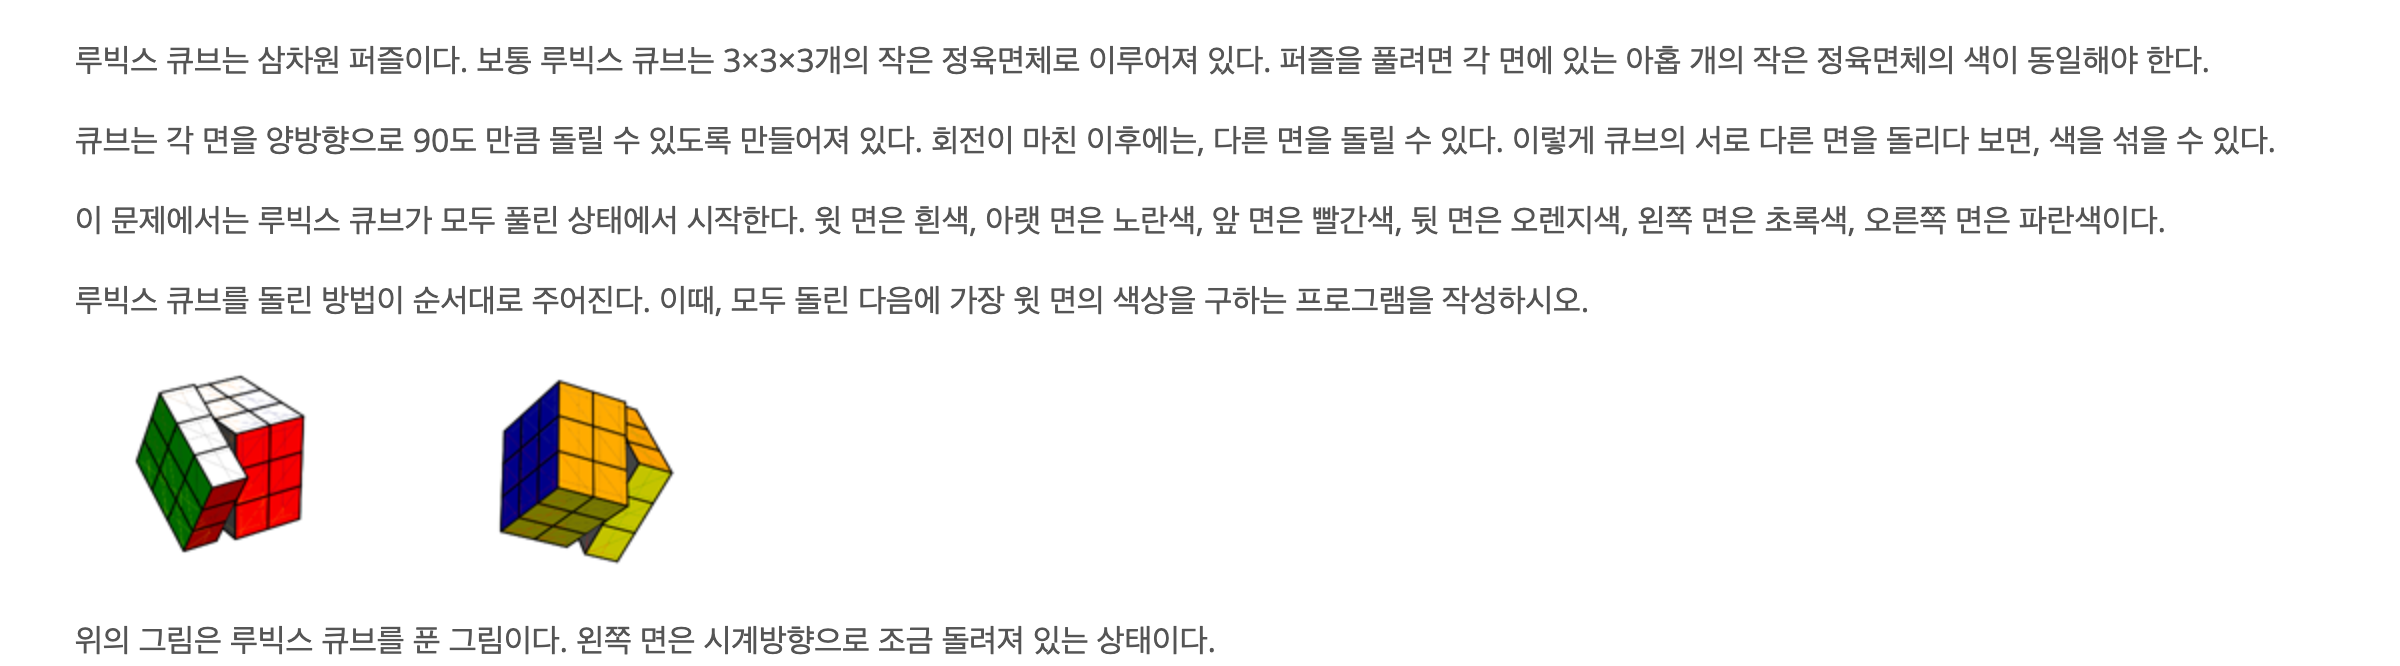 루빅스 큐브는 삼차원 퍼즐이다. 보통 루빅스 큐브는 3×3×3개의 작은 정육면체로 이루어져 있다. 퍼즐을 풀려면 각 면에 있는 아홉 개의 작은 정육면체의 색이 동일해야 한다.
큐브는 각 면을 양방향으로 90도 만큼 돌릴 수 있도록 만들어져 있다. 회전이 마친 이후에는, 다른 면을 돌릴 수 있다. 이렇게 큐브의 서로 다른 면을 돌리다 보면, 색을 섞을 수 있다.
이 문제에서는 루빅스 큐브가 모두 풀린 상태에서 시작한다. 윗 면은 흰색, 아랫 면은 노란색, 앞 면은 빨간색, 뒷 면은 오렌지색, 왼쪽 면은 초록색, 오른쪽 면은 파란색이다.
루빅스 큐브를 돌린 방법이 순서대로 주어진다. 이때, 모두 돌린 다음에 가장 윗 면의 색상을 구하는 프로그램을 작성하시오.
위의 그림은 루빅스 큐브를 푼 그림이다. 왼쪽 면은 시계방향으로 조금 돌려져 있는 상태이다.